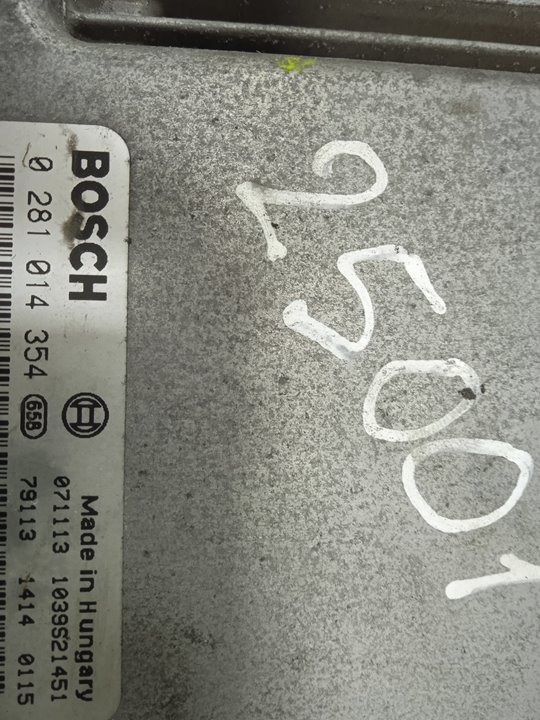 BOSCH
0 281 014 354 658
Made in Hungary
071113 1039S21451
79113 1414 0115
25001